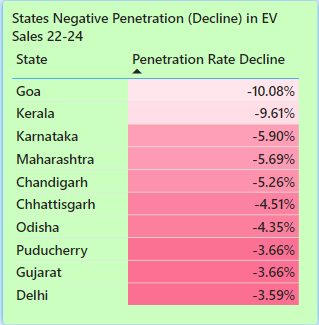 States Negative Penetration (Decline) in EV
Sales 22-24
State Penetration Rate Decline
Goa -10.08%
Kerala -9.61%
Karnataka -5.90%
Maharashtra -5.69%
Chandigarh -5.26%
Chhattisgarh -4.51%
Odisha -4.35%
Puducherry -3.66%
Gujarat -3.66%
Delhi -3.59%